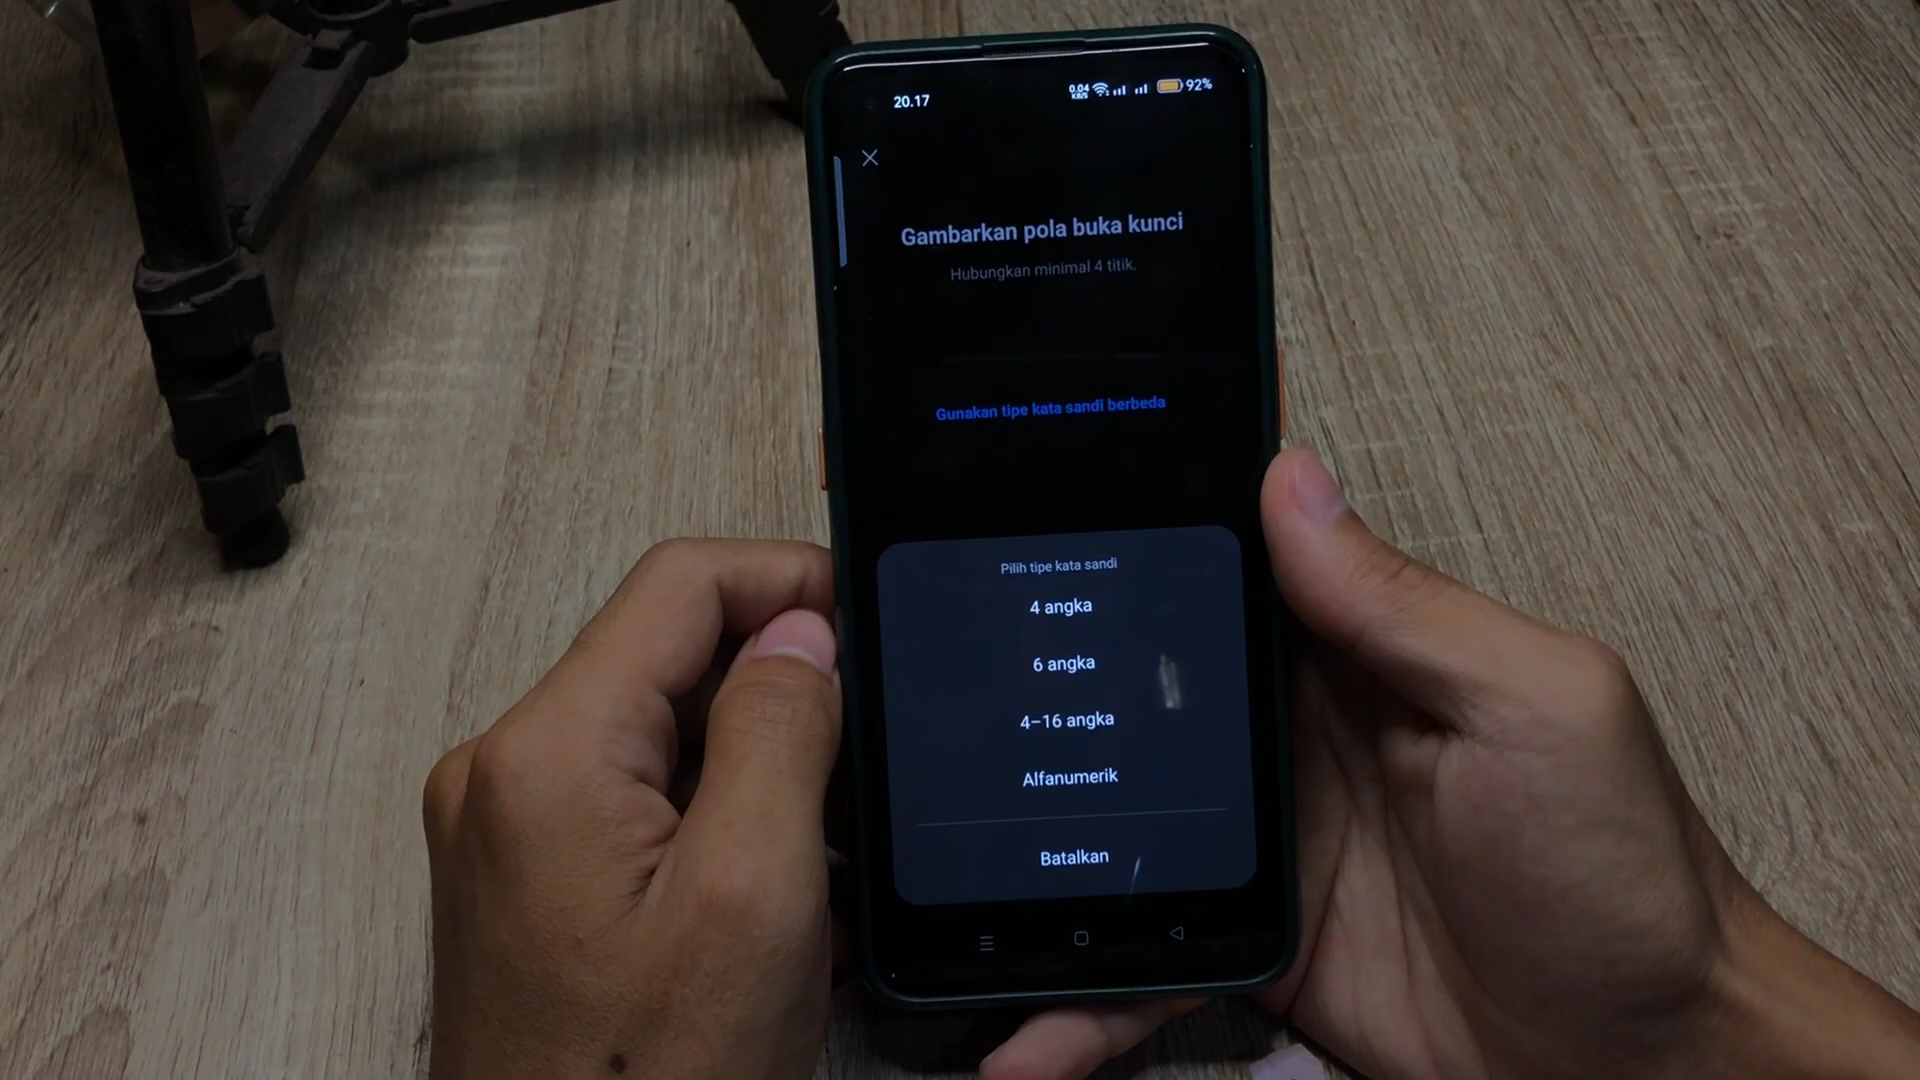 20.17
0.04 KB/S 92%
Gambarkan pola buka kunci
Hubungkan minimal 4 titik.
Gunakan tipe kata sandi berbeda
Pilih tipe kata sandi
4 angka
6 angka
4–16 angka
Alfanumerik
Batalkan